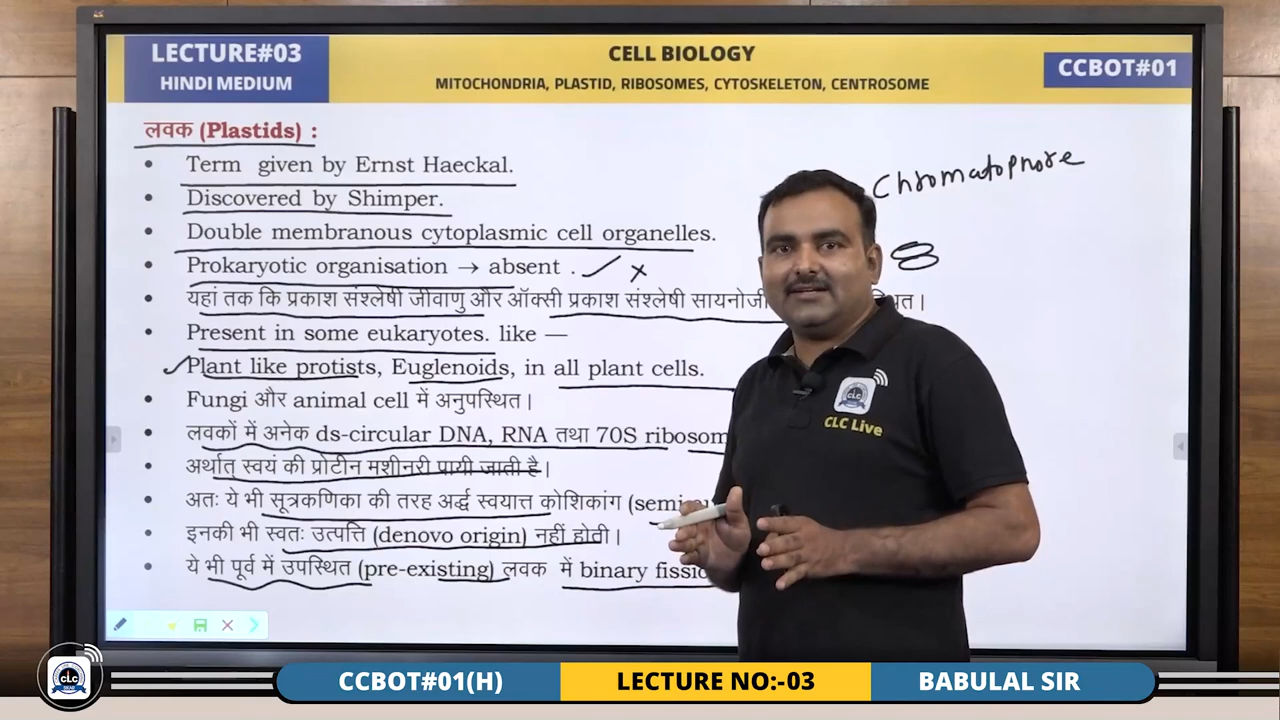 LECTURE#03
HINDI MEDIUM
CELL BIOLOGY
MITOCHONDRIA, PLASTID, RIBOSOMES, CYTOSKELETON, CENTROSOME
CCBOT#01
लवक (Plastids) :
• Term given by Ernst Haeckal.
• Discovered by Shimper.
• Double membranous cytoplasmic cell organelles.
• Prokaryotic organisation → absent . ✓ ×
• यहां तक कि प्रकाश संश्लेषी जीवाणु और ऑक्सी प्रकाश संश्लेषी
• Present in some eukaryotes. like —
✓Plant like protists, Euglenoids, in all plant cells.
• Fungi और animal cell में अनुपस्थित।
• लवकों में अनेक ds-circular DNA, RNA तथा 70S
अर्थात् स्वयं की प्रोटीन मशीनरी पायी जाती है।
• अतः ये भी सूत्रकणिका की तरह अर्द्ध स्वयात्त कोशिकांग
• इनकी भी स्वतः उत्पत्ति (denovo origin) नहीं होती।
• ये भी पूर्व में उपस्थित (pre-existing) लवक में binary
Chromatophore
CLC
CLC Live
CLC
SIKAR
CCBOT#01(H)
LECTURE NO:-03
BABULAL SIR